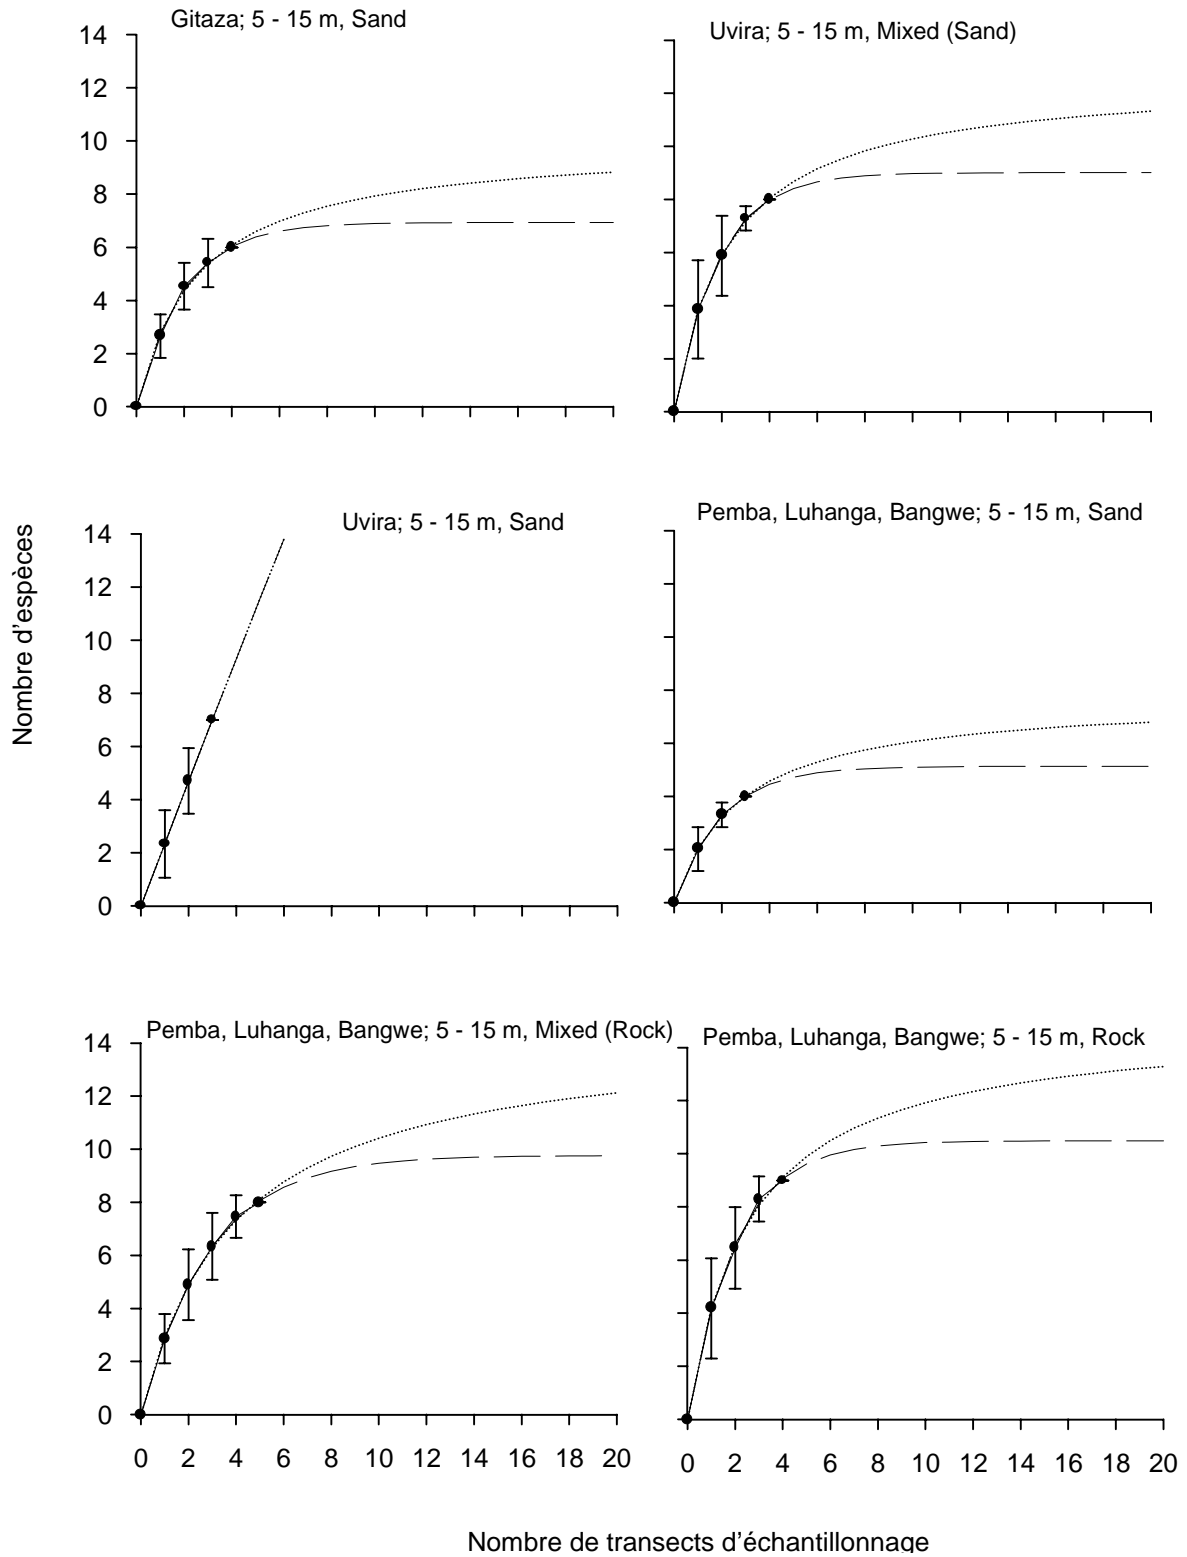 Gitaza; 5 - 15 m, Sand
Uvira; 5 - 15 m, Mixed (Sand)
14
12
10
8
6
4
2
0
Nombre d'espèces
Uvira; 5 - 15 m, Sand
Pemba, Luhanga, Bangwe; 5 - 15 m, Sand
14
12
10
8
6
4
2
0
Pemba, Luhanga, Bangwe; 5 - 15 m, Mixed (Rock)
Pemba, Luhanga, Bangwe; 5 - 15 m, Rock
14
12
10
8
6
4
2
0
0 2 4 6 8 10 12 14 16 18 20
0 2 4 6 8 10 12 14 16 18 20
Nombre de transects d'échantillonnage